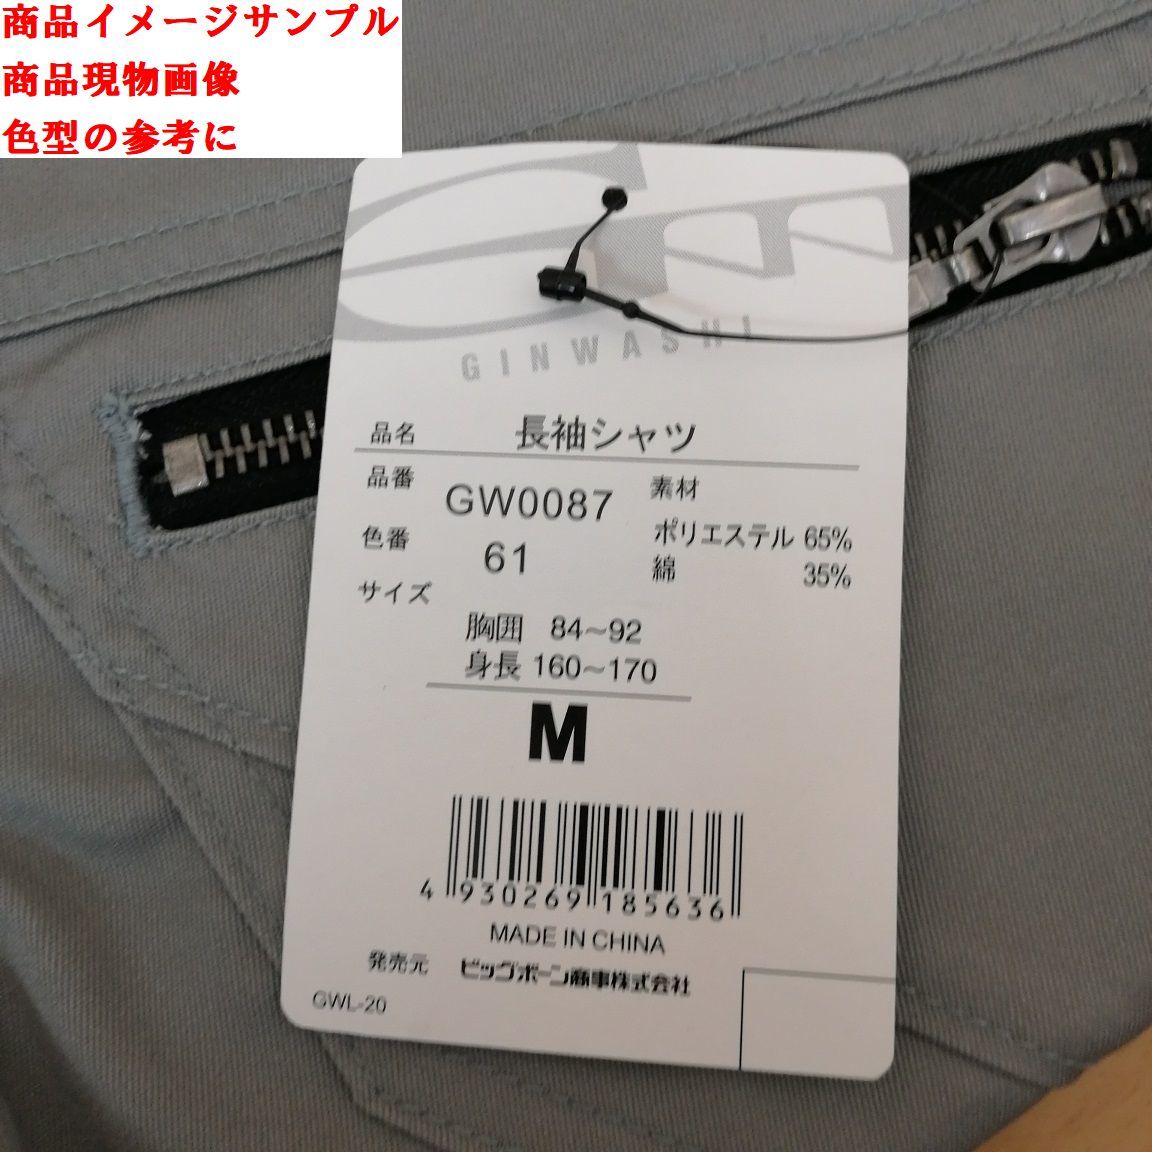 商品イメージサンプル
商品現物画像
色型の参考に
GW
GINWASHI
品名 長袖シャツ
品番 GW0087
素材
ポリエステル 65%
綿 35%
色番 61
サイズ
胸囲 84~92
身長 160~170
M
4 930269 185636
MADE IN CHINA
発売元 ビッグボーン商事株式会社
GWL-20